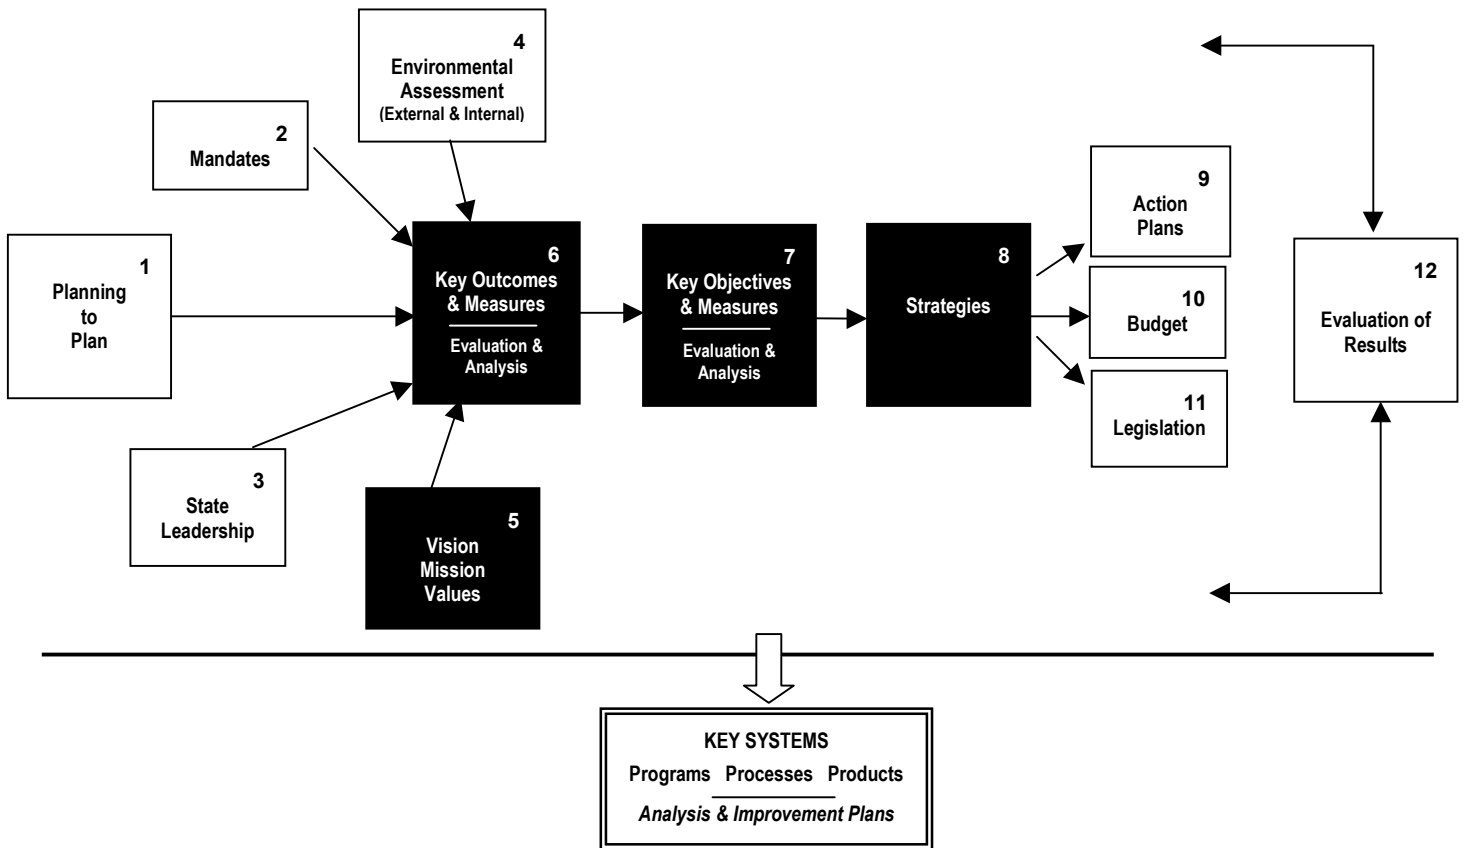 1
Planning
to
Plan
2
Mandates
3
State
Leadership
4
Environmental
Assessment
(External & Internal)
5
Vision
Mission
Values
6
Key Outcomes
& Measures
Evaluation &
Analysis
7
Key Objectives
& Measures
Evaluation &
Analysis
8
Strategies
9
Action
Plans
10
Budget
11
Legislation
12
Evaluation of
Results
KEY SYSTEMS
Programs Processes Products
Analysis & Improvement Plans